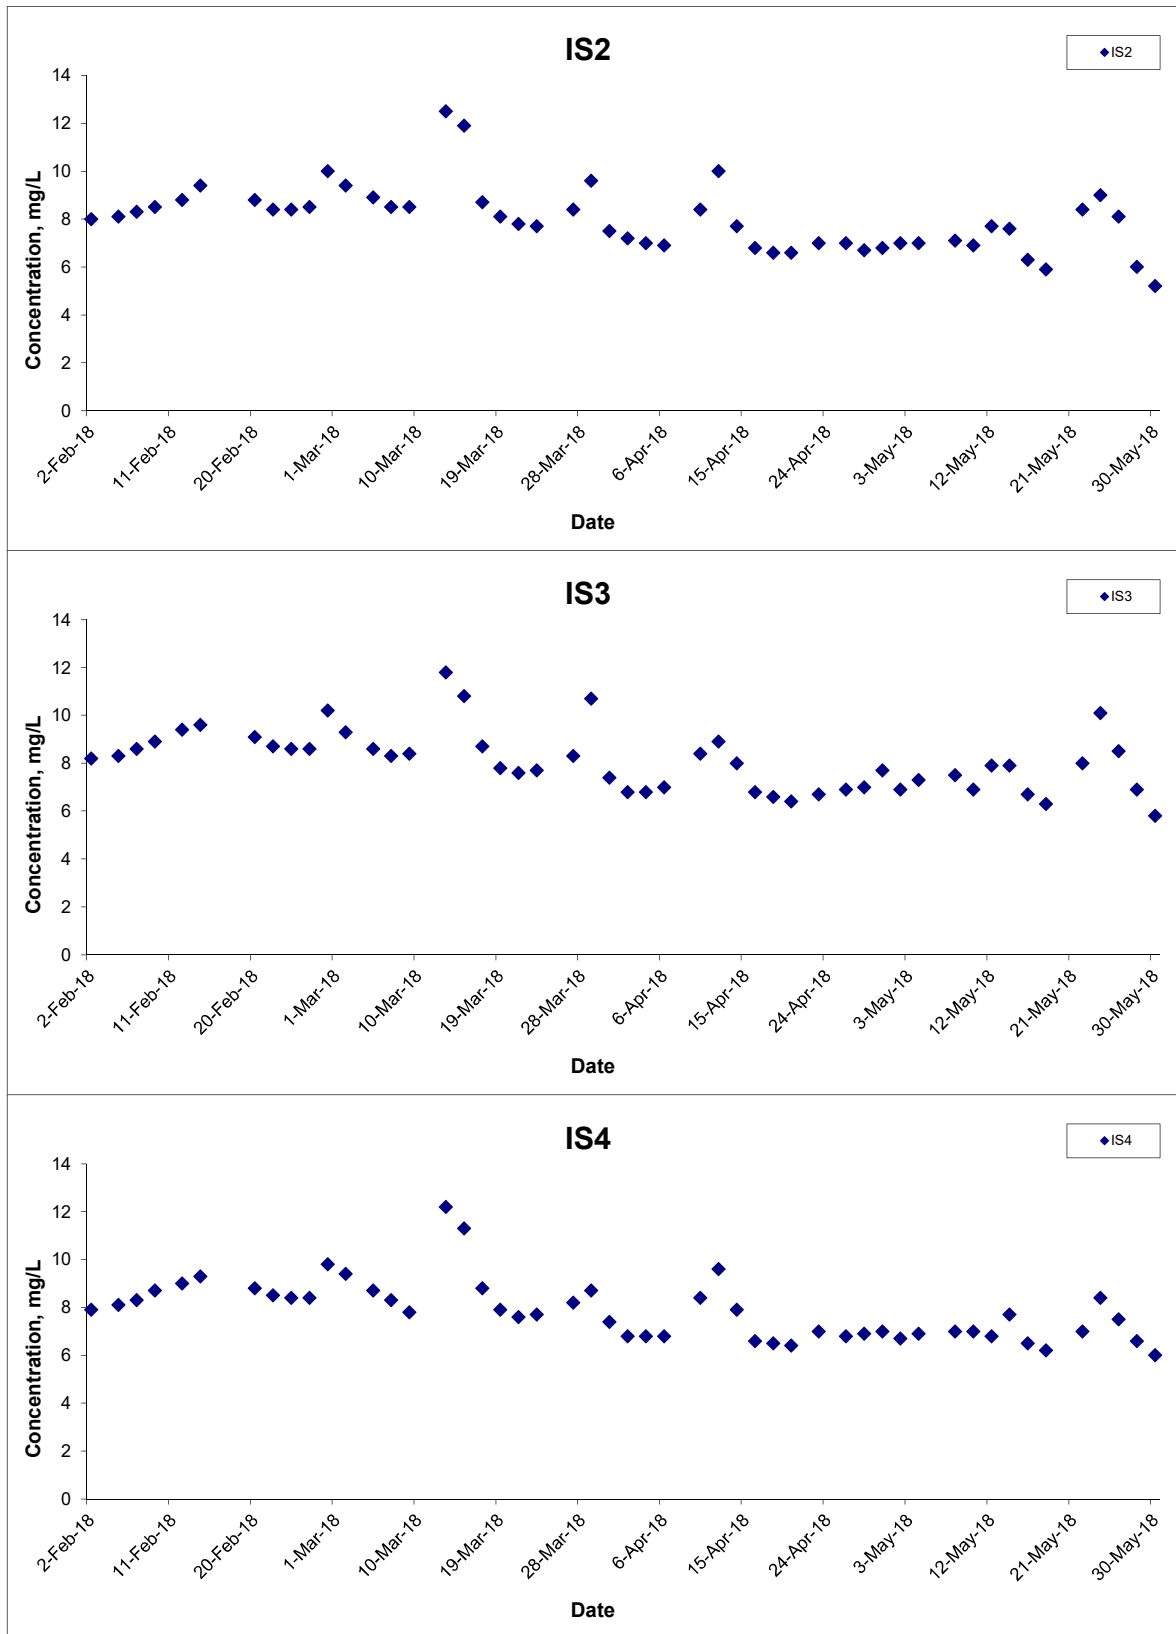 IS2
IS2
Concentration, mg/L
14
12
10
8
6
4
2
0
2-Feb-18
11-Feb-18
20-Feb-18
1-Mar-18
10-Mar-18
19-Mar-18
28-Mar-18
6-Apr-18
15-Apr-18
24-Apr-18
3-May-18
12-May-18
21-May-18
30-May-18
Date
IS3
IS3
Concentration, mg/L
14
12
10
8
6
4
2
0
2-Feb-18
11-Feb-18
20-Feb-18
1-Mar-18
10-Mar-18
19-Mar-18
28-Mar-18
6-Apr-18
15-Apr-18
24-Apr-18
3-May-18
12-May-18
21-May-18
30-May-18
Date
IS4
IS4
Concentration, mg/L
14
12
10
8
6
4
2
0
2-Feb-18
11-Feb-18
20-Feb-18
1-Mar-18
10-Mar-18
19-Mar-18
28-Mar-18
6-Apr-18
15-Apr-18
24-Apr-18
3-May-18
12-May-18
21-May-18
30-May-18
Date